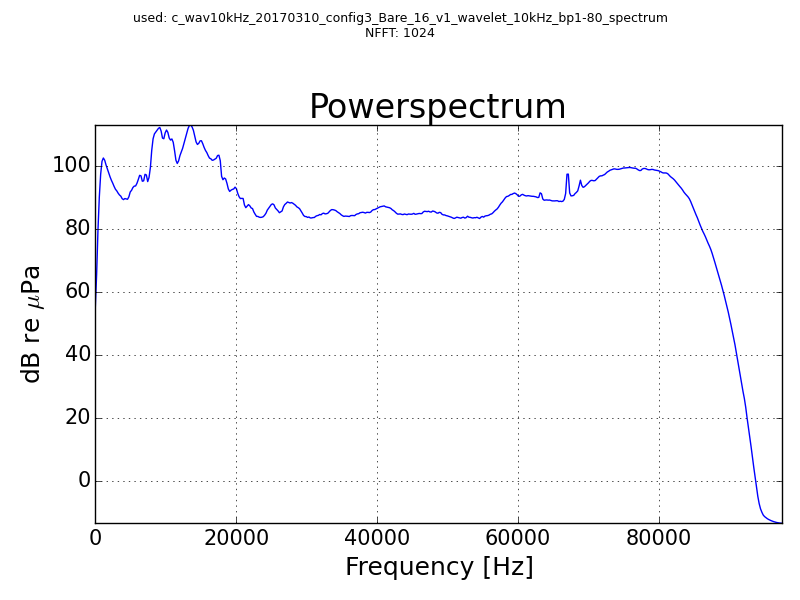 used: c_wav10kHz_20170310_config3_Bare_16_v1_wavelet_10kHz_bp1-80_spectrum
NFFT: 1024
Powerspectrum
100
80
60
40
20
0
dB re μPa
0 20000 40000 60000 80000
Frequency [Hz]